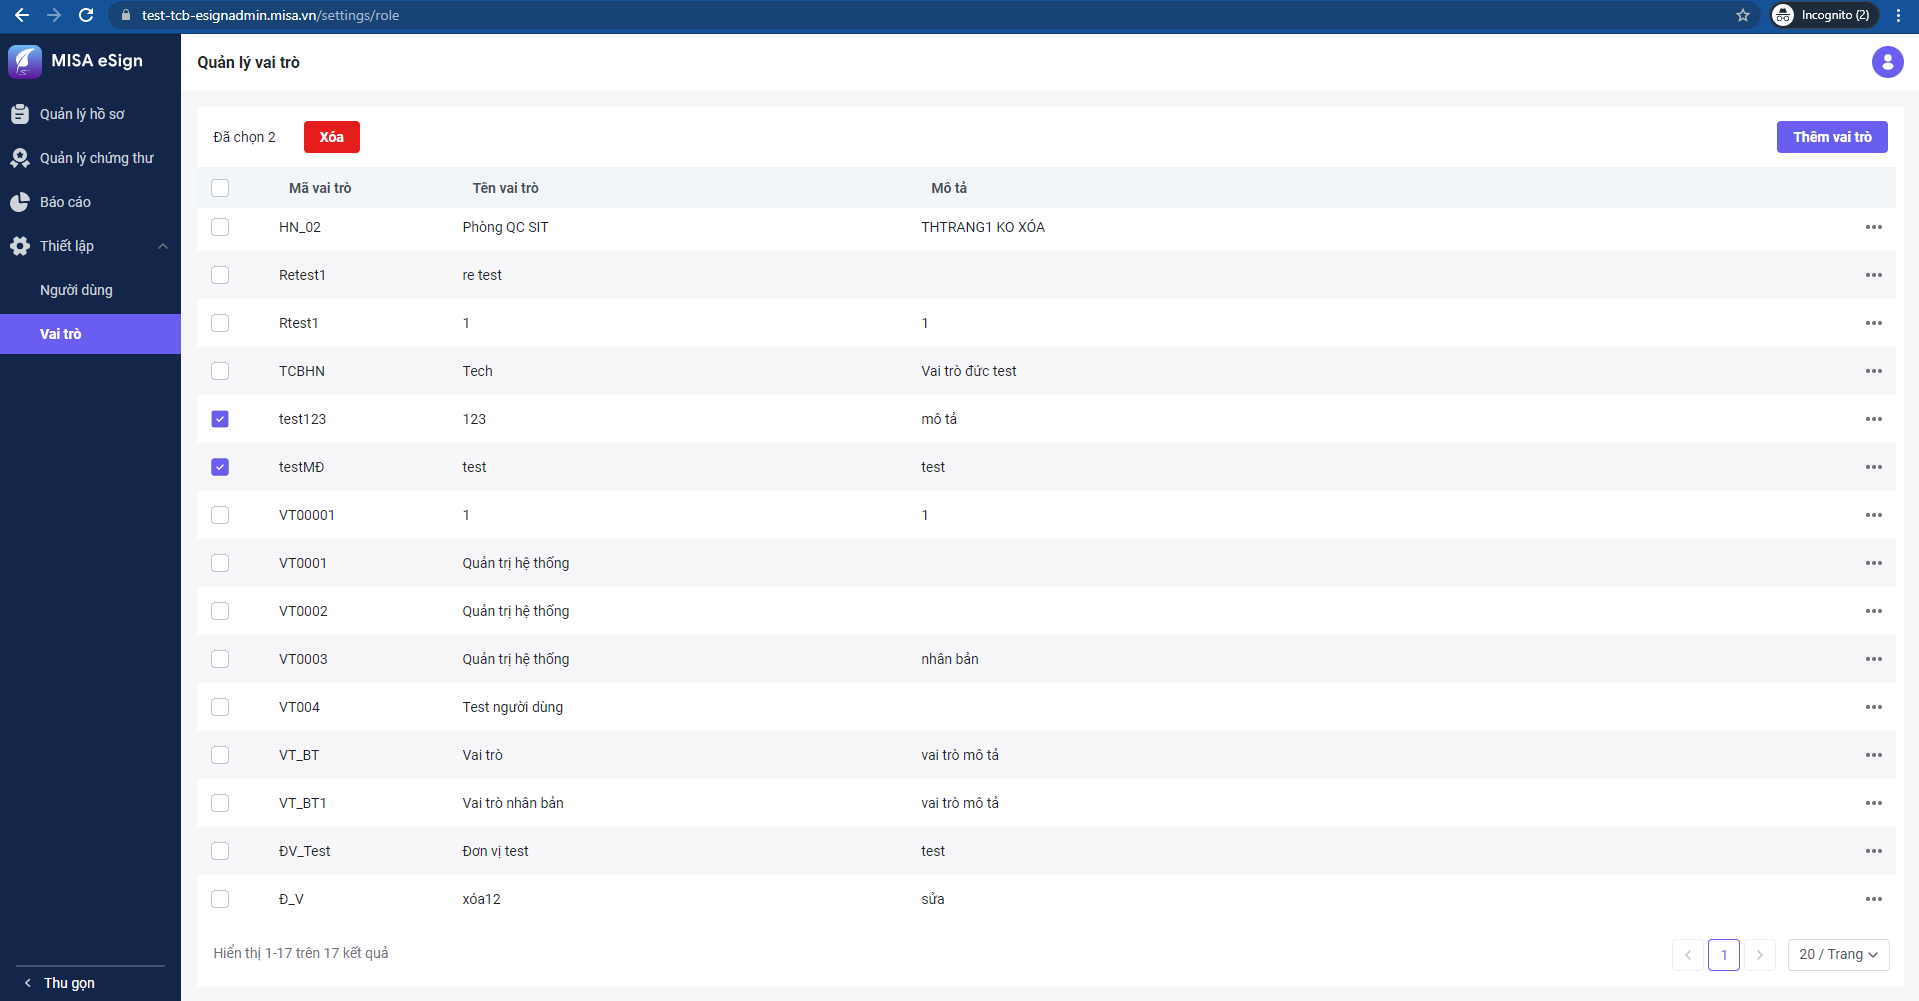 test-tcb-esignadmin.misa.vn/settings/role
Incognito (2)
MISA eSign
Quản lý vai trò
Quản lý hồ sơ
Quản lý chứng thư
Báo cáo
Thiết lập
Người dùng
Vai trò
Thu gọn
Đã chọn 2 Xóa Thêm vai trò
Mã vai trò Tên vai trò Mô tả
HN_02 Phòng QC SIT THTRANG1 KO XÓA
Retest1 re test
Rtest1 1 1
TCBHN Tech Vai trò đức test
test123 123 mô tả
testMĐ test test
VT00001 1 1
VT0001 Quản trị hệ thống
VT0002 Quản trị hệ thống
VT0003 Quản trị hệ thống nhân bản
VT004 Test người dùng
VT_BT Vai trò vai trò mô tả
VT_BT1 Vai trò nhân bản vai trò mô tả
ĐV_Test Đơn vị test test
Đ_V xóa12 sửa
Hiển thị 1-17 trên 17 kết quả 1 20 / Trang